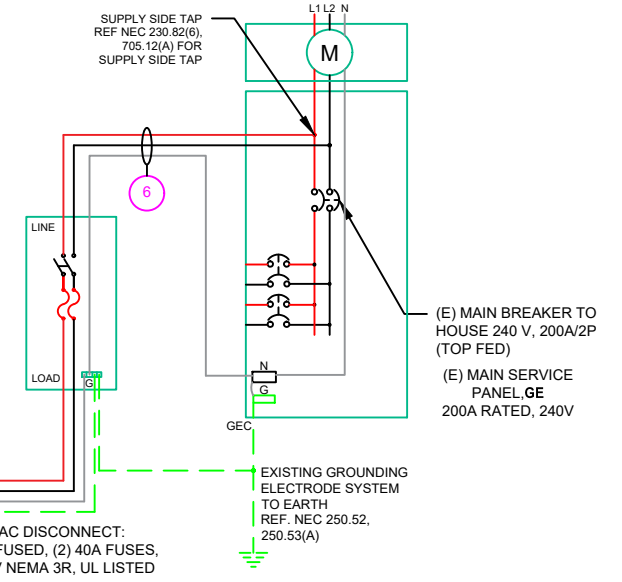 SUPPLY SIDE TAP
REF NEC 230.82(6),
705.12(A) FOR
SUPPLY SIDE TAP
L1 L2 N
M
6
LINE
LOAD
G
(E) MAIN BREAKER TO
HOUSE 240 V, 200A/2P
(TOP FED)
(E) MAIN SERVICE
PANEL,GE
200A RATED, 240V
N
G
GEC
EXISTING GROUNDING
ELECTRODE SYSTEM
TO EARTH
REF. NEC 250.52,
250.53(A)
AC DISCONNECT:
FUSED, (2) 40A FUSES,
NEMA 3R, UL LISTED